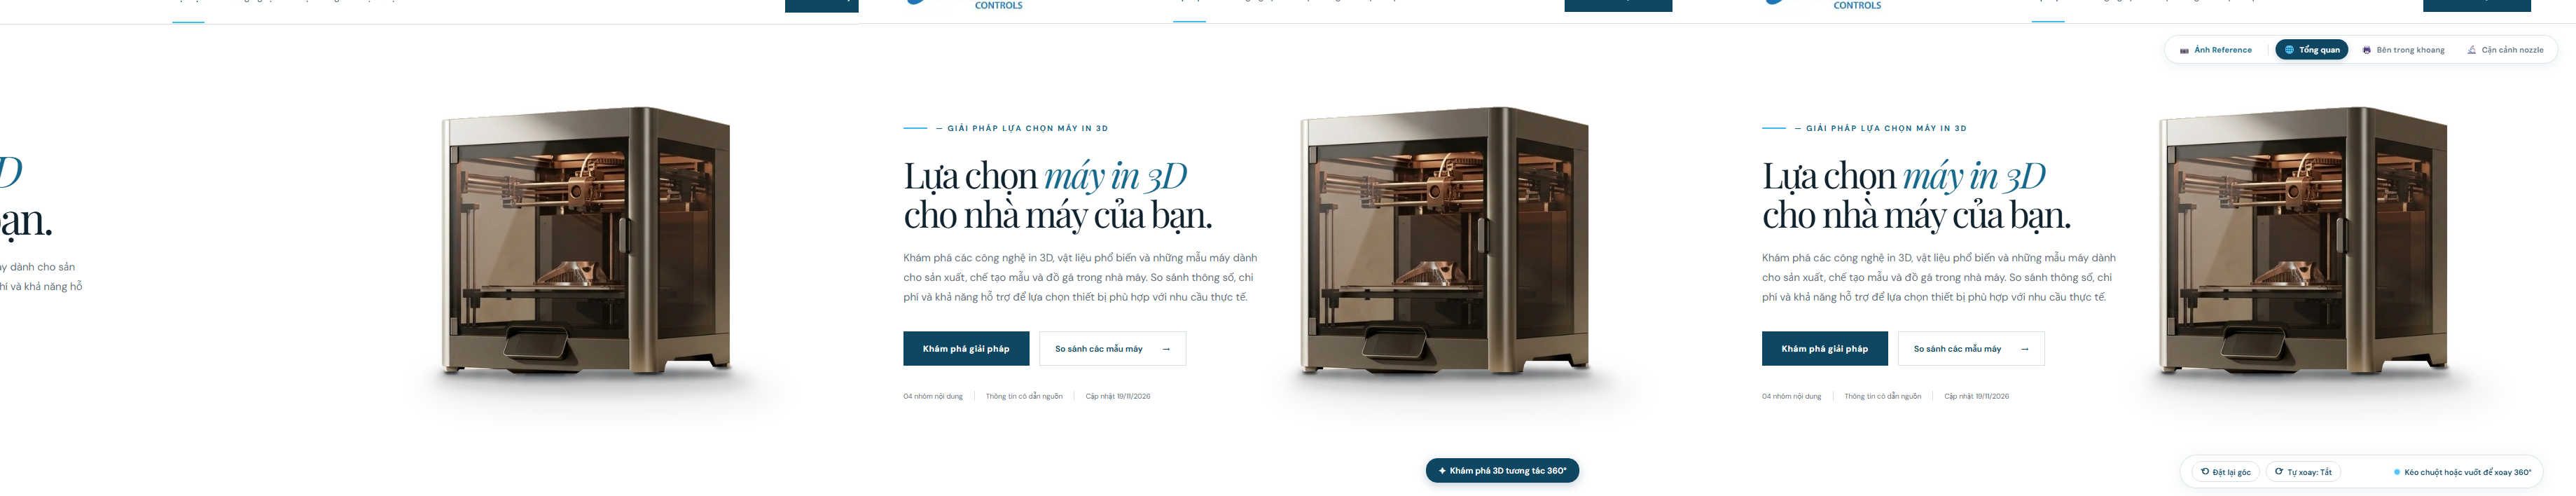 CONTROLS
D
ạn.
y dành cho sản
hí và khả năng hỗ
— GIẢI PHÁP LỰA CHỌN MÁY IN 3D
Lựa chọn máy in 3D
cho nhà máy của bạn.
Khám phá các công nghệ in 3D, vật liệu phổ biến và những mẫu máy dành
cho sản xuất, chế tạo mẫu và đồ gá trong nhà máy. So sánh thông số, chi
phí và khả năng hỗ trợ để lựa chọn thiết bị phù hợp với nhu cầu thực tế.
Khám phá giải pháp
So sánh các mẫu máy →
04 nhóm nội dung
Thông tin có dẫn nguồn
Cập nhật 19/11/2026
Khám phá 3D tương tác 360°
CONTROLS
Ảnh Reference
Tổng quan
Bên trong khoang
Cận cảnh nozzle
— GIẢI PHÁP LỰA CHỌN MÁY IN 3D
Lựa chọn máy in 3D
cho nhà máy của bạn.
Khám phá các công nghệ in 3D, vật liệu phổ biến và những mẫu máy dành
cho sản xuất, chế tạo mẫu và đồ gá trong nhà máy. So sánh thông số, chi
phí và khả năng hỗ trợ để lựa chọn thiết bị phù hợp với nhu cầu thực tế.
Khám phá giải pháp
So sánh các mẫu máy →
04 nhóm nội dung
Thông tin có dẫn nguồn
Cập nhật 19/11/2026
Đặt lại góc
Tự xoay: Tắt
Kéo chuột hoặc vuốt để xoay 360°